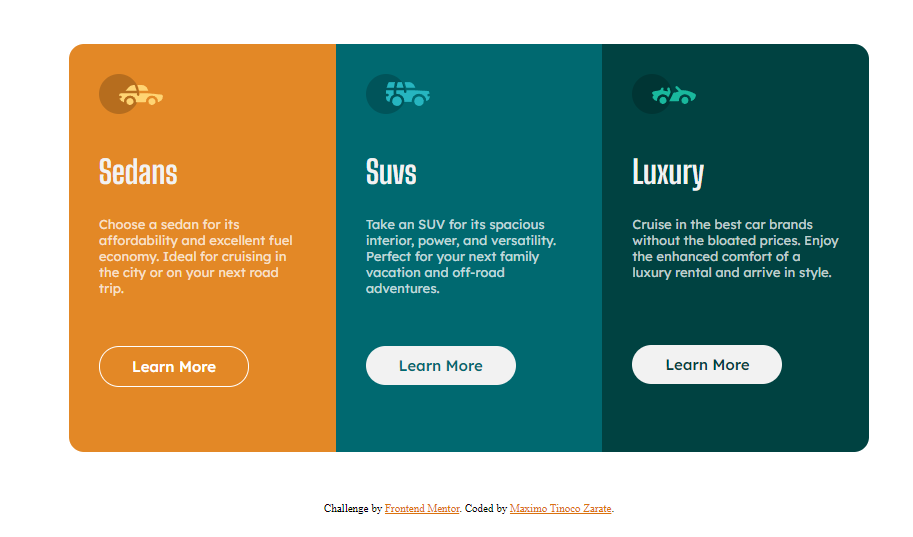 Sedans
Choose a sedan for its
affordability and excellent fuel
economy. Ideal for cruising in
the city or on your next road
trip.
Learn More
Suvs
Take an SUV for its spacious
interior, power, and versatility.
Perfect for your next family
vacation and off-road
adventures.
Learn More
Luxury
Cruise in the best car brands
without the bloated prices. Enjoy
the enhanced comfort of a
luxury rental and arrive in style.
Learn More
Challenge by Frontend Mentor. Coded by Maximo Tinoco Zarate.